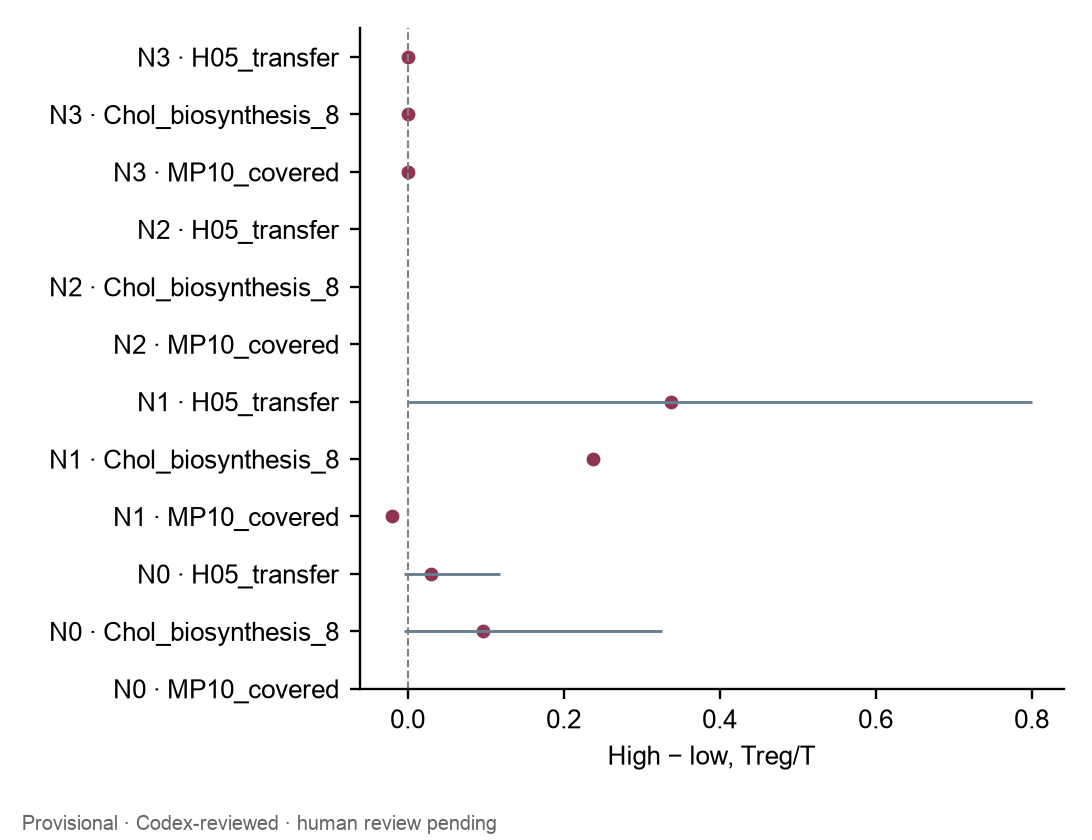 N3 · H05_transfer
N3 · Chol_biosynthesis_8
N3 · MP10_covered
N2 · H05_transfer
N2 · Chol_biosynthesis_8
N2 · MP10_covered
N1 · H05_transfer
N1 · Chol_biosynthesis_8
N1 · MP10_covered
N0 · H05_transfer
N0 · Chol_biosynthesis_8
N0 · MP10_covered
0.0 0.2 0.4 0.6 0.8
High − low, Treg/T
Provisional · Codex-reviewed · human review pending